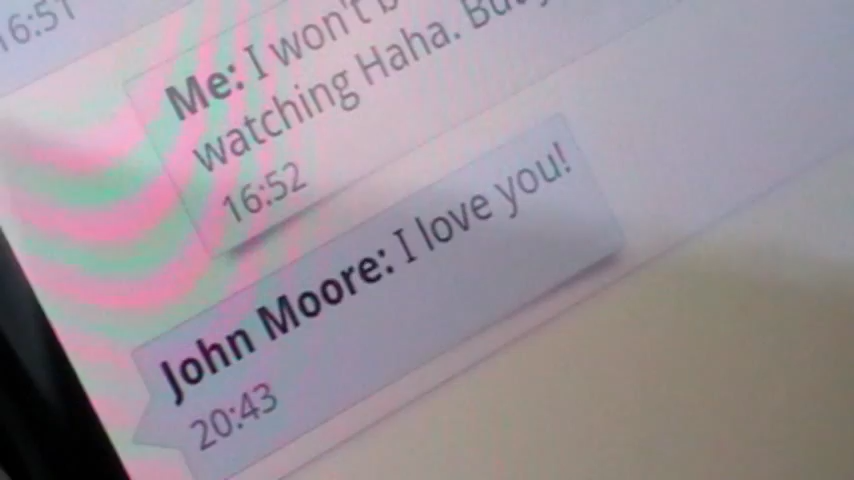 16:51
Me: I won't
watching Haha.
16:52
John Moore: I love you!
20:43